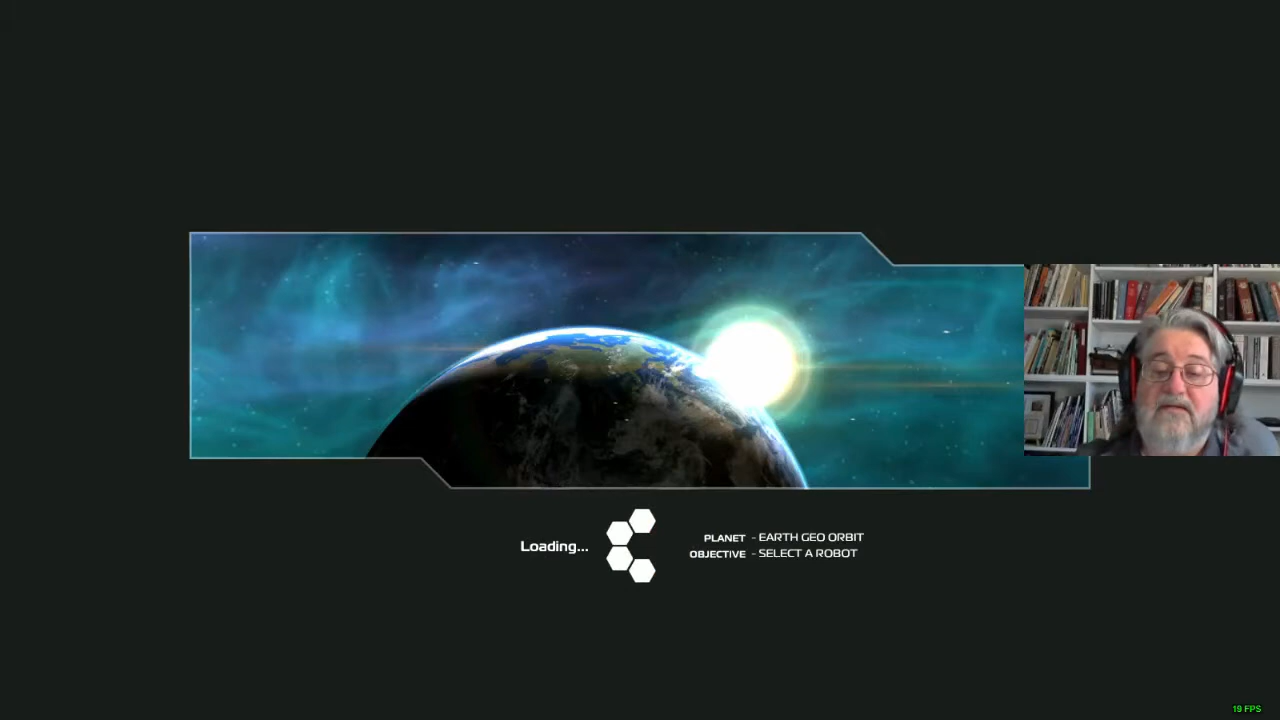 Loading...
PLANET - EARTH GEO ORBIT
OBJECTIVE - SELECT A ROBOT
19 FPS